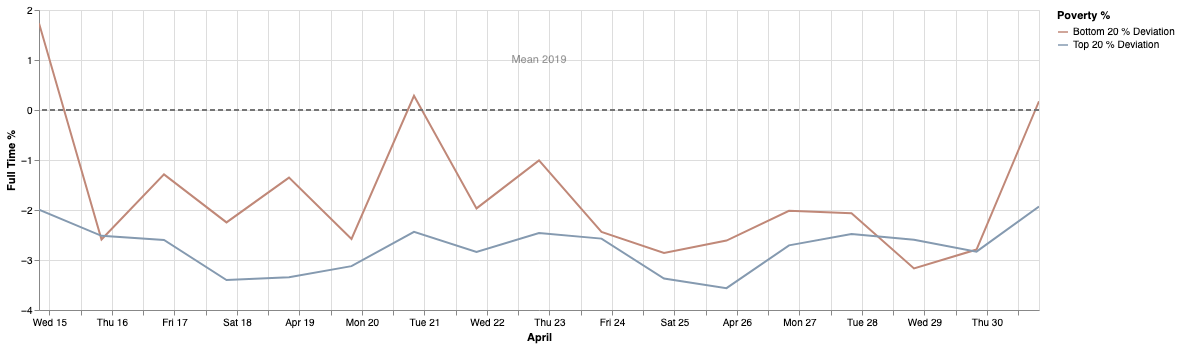 Poverty %
Bottom 20 % Deviation
Top 20 % Deviation
Mean 2019
Full Time %
2
1
0
−1
−2
−3
−4
Wed 15 Thu 16 Fri 17 Sat 18 Apr 19 Mon 20 Tue 21 Wed 22 Thu 23 Fri 24 Sat 25 Apr 26 Mon 27 Tue 28 Wed 29 Thu 30
April